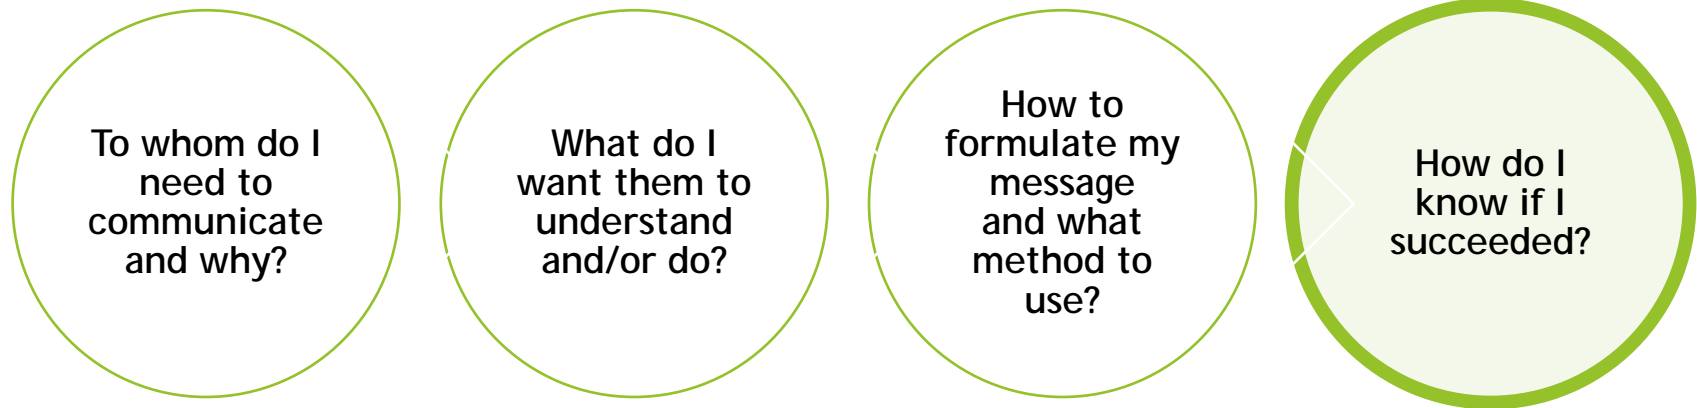 To whom do I
need to
communicate
and why?
What do I
want them to
understand
and/or do?
How to
formulate my
message
and what
method to
use?
How do I
know if I
succeeded?